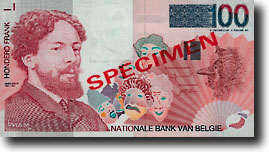 100
HONDERD FRANK
SPECIMEN
NATIONALE BANK VAN BELGIE